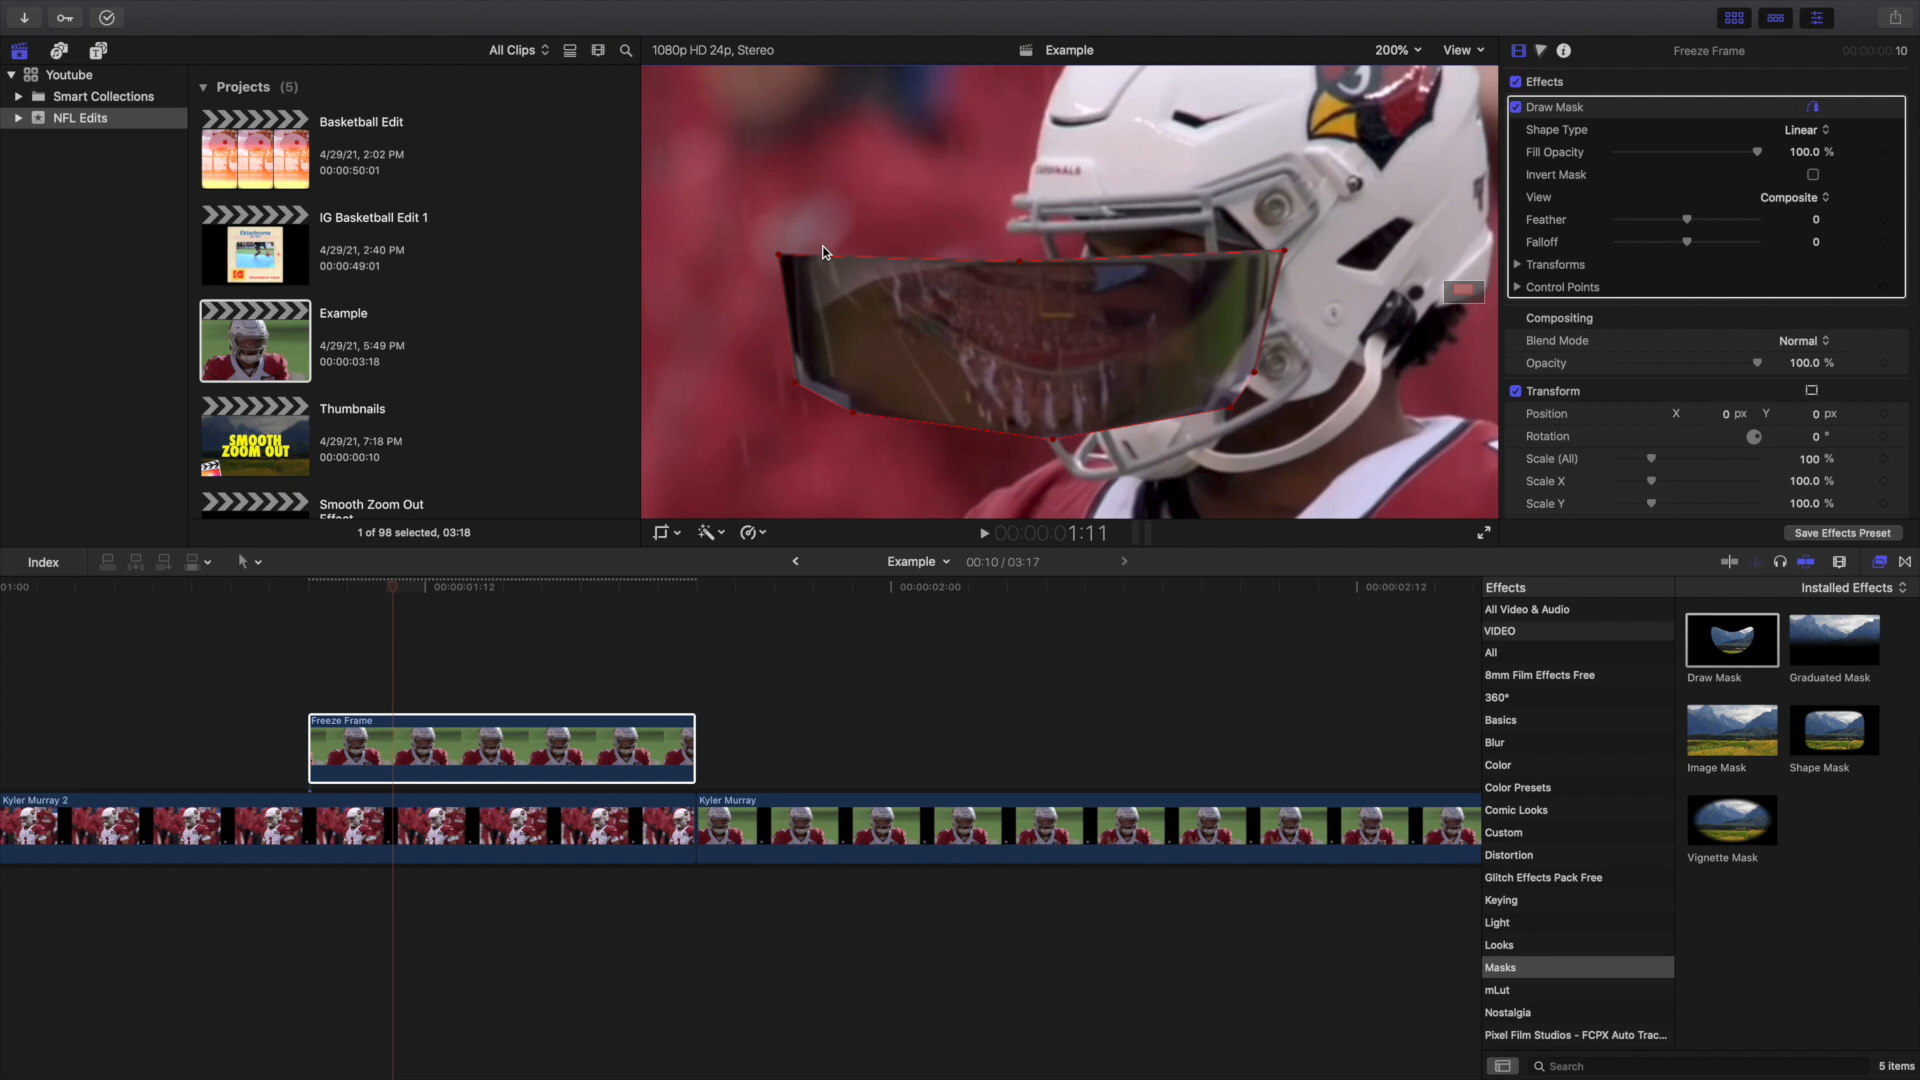 All Clips
1080p HD 24p, Stereo
Example
200%
View
Freeze Frame
00:00:00:10
Youtube
Smart Collections
NFL Edits
Projects (5)
Basketball Edit
4/29/21, 2:02 PM
00:00:50:01
IG Basketball Edit 1
4/29/21, 2:40 PM
00:00:49:01
Example
4/29/21, 5:49 PM
00:00:03:18
Thumbnails
4/29/21, 7:18 PM
00:00:00:10
SMOOTH
ZOOM OUT
Smooth Zoom Out
Effect
1 of 98 selected, 03:18
CARDINALS
00:00:01:11
Effects
Draw Mask
Shape Type
Linear
Fill Opacity
100.0 %
Invert Mask
View
Composite
Feather
0
Falloff
0
Transforms
Control Points
Compositing
Blend Mode
Normal
Opacity
100.0 %
Transform
Position
X
0 px
Y
0 px
Rotation
0 °
Scale (All)
100 %
Scale X
100.0 %
Scale Y
100.0 %
Save Effects Preset
Index
Example
00:10 / 03:17
01:00
00:00:01:12
00:00:02:00
00:00:02:12
Freeze Frame
Kyler Murray 2
Kyler Murray
Effects
Installed Effects
All Video & Audio
VIDEO
All
8mm Film Effects Free
360°
Basics
Blur
Color
Color Presets
Comic Looks
Custom
Distortion
Glitch Effects Pack Free
Keying
Light
Looks
Masks
mLut
Nostalgia
Pixel Film Studios - FCPX Auto Trac...
Draw Mask
Graduated Mask
Image Mask
Shape Mask
Vignette Mask
Search
5 items